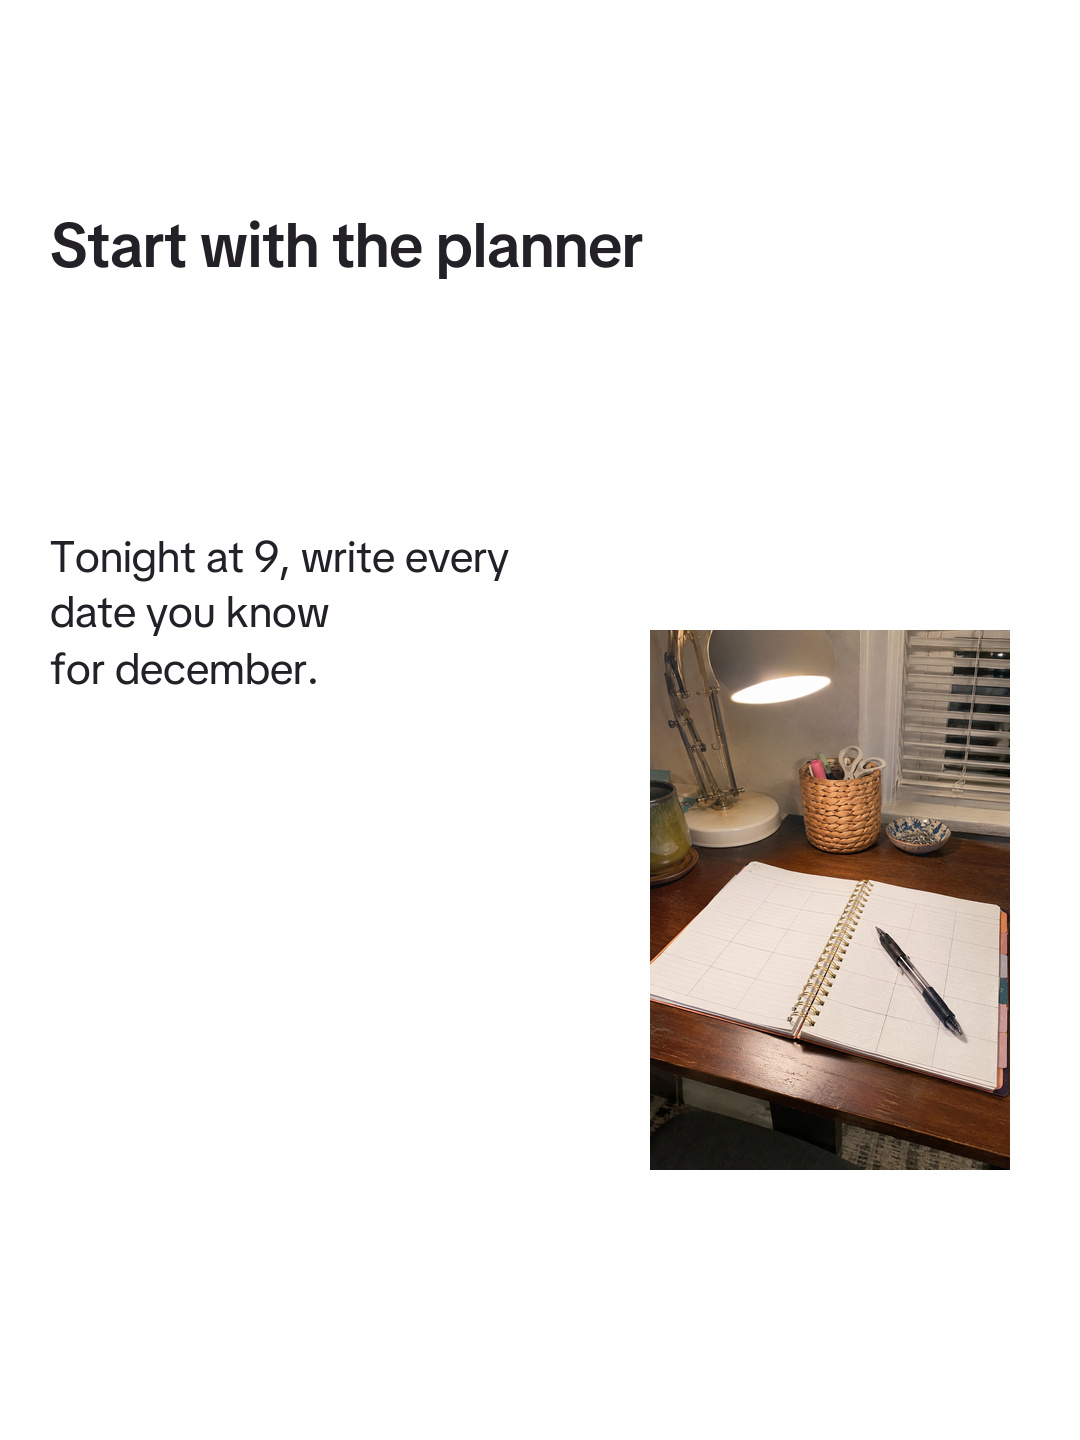 Start with the planner
Tonight at 9, write every
date you know
for december.